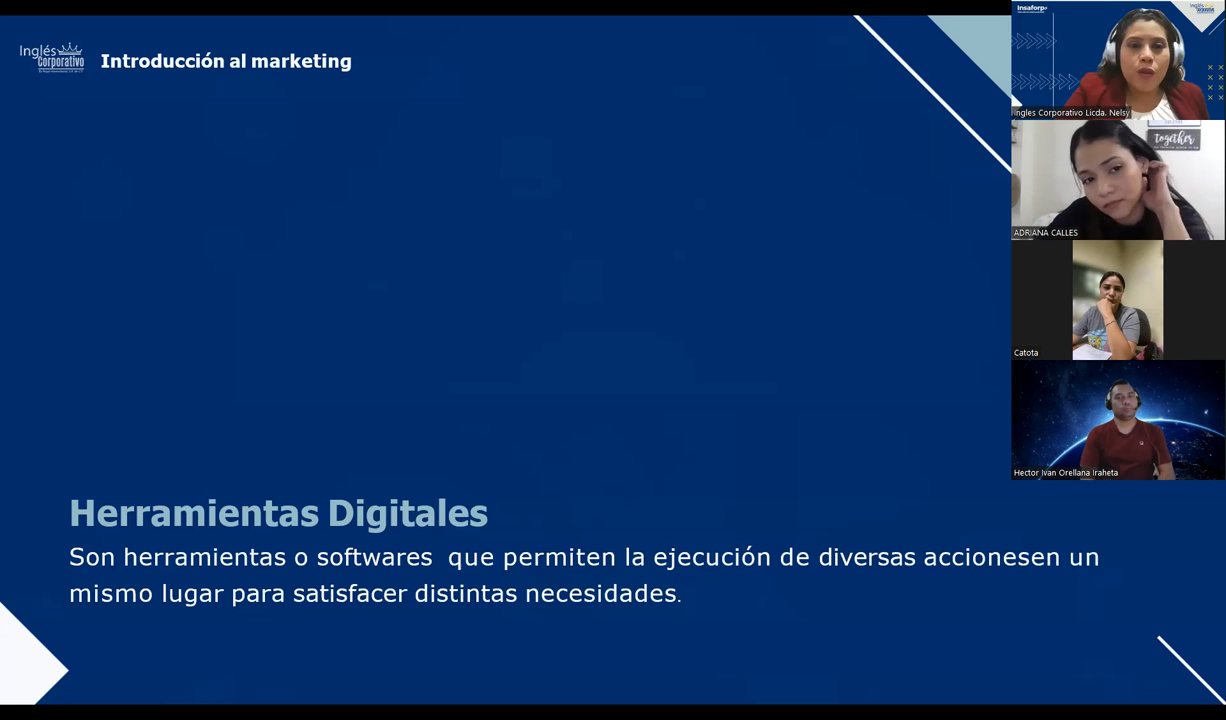 Inglés
Corporativo
Introducción al marketing
Herramientas Digitales
Son herramientas o softwares que permiten la ejecución de diversas accionesen un
mismo lugar para satisfacer distintas necesidades.
Insaforp
Ingles Corporativo Licda. Nelsy
together
ADRIANA CALLES
Catota
Hector Ivan Orellana Iraheta